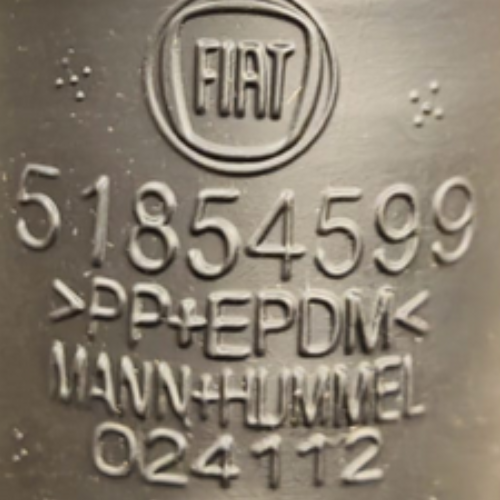 FIAT
51854599
>PP+EPDM<
MANN+HUMMEL
024112